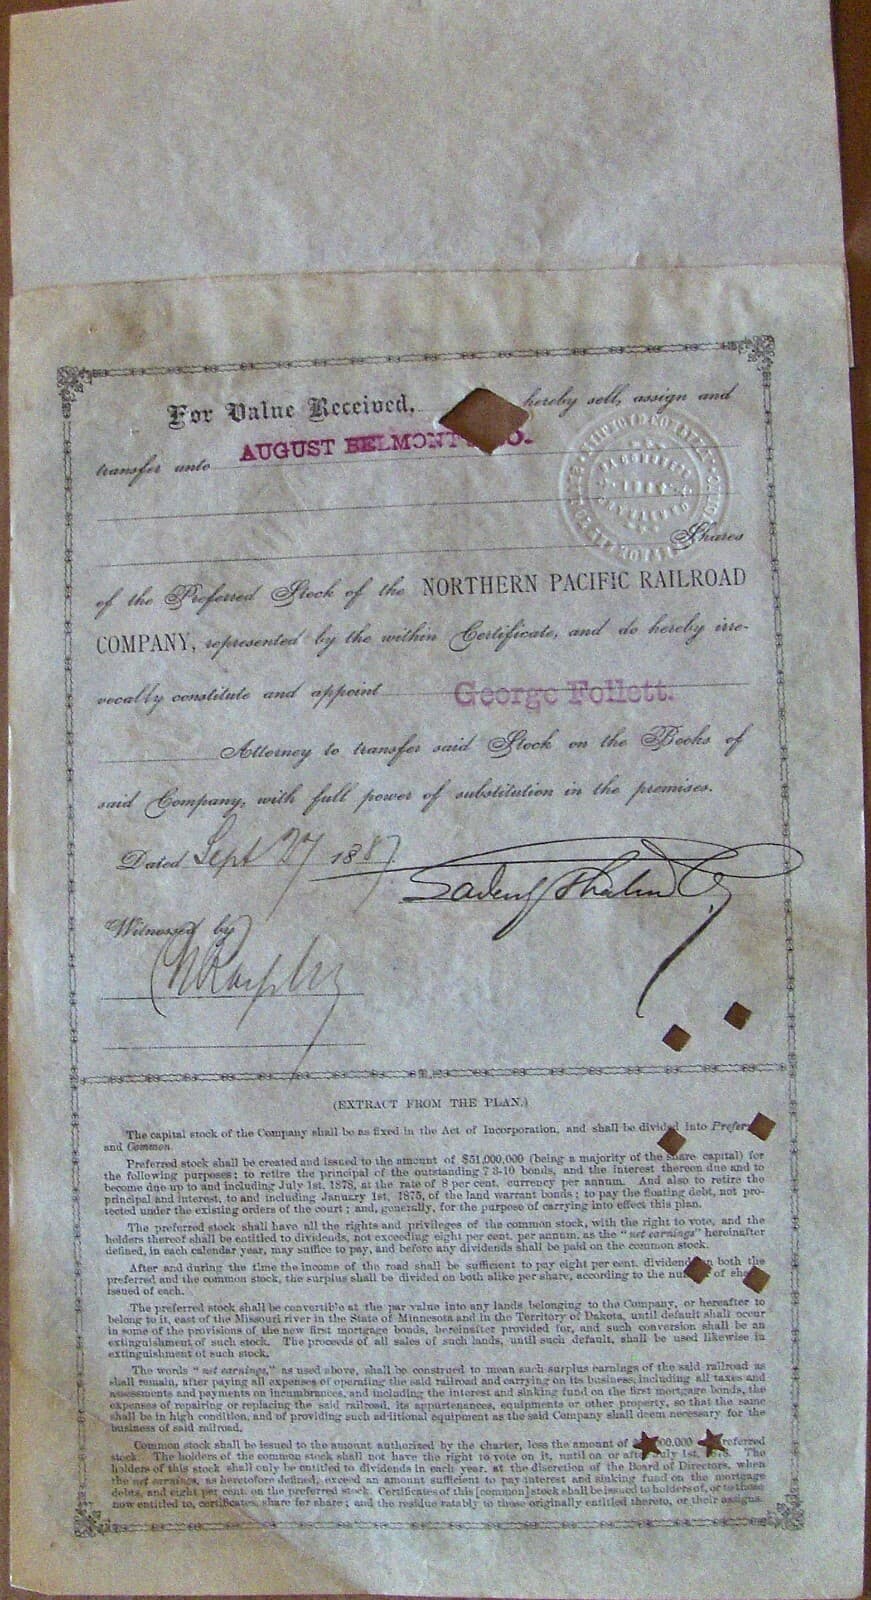 For Value Received, hereby sell, assign and
transfer unto AUGUST BELMONT
Shares
of the Preferred Stock of the NORTHERN PACIFIC RAILROAD
COMPANY, represented by the within Certificate, and do hereby irre-
vocably constitute and appoint George Follett.
Attorney to transfer said Stock on the Books of
said Company, with full power of substitution in the premises.
Dated Sept 27 1887
Witnessed by
(EXTRACT FROM THE PLAN.)
The capital stock of the Company shall be as fixed in the Act of Incorporation, and shall be divided into
and Common.
Preferred stock shall be created and issued to the amount of $51,000,000 (being a majority of the share capital) for
the following purposes: to retire the principal of the outstanding 7 3-10 bonds, and the interest thereon due and to
become due up to and including July 1st, 1878, at the rate of 8 per cent. currency per annum. And also to retire the
principal and interest, to and including January 1st, 1875, of the land warrant bonds; to pay the floating debt, not pro-
tected under the existing orders of the court; and, generally, for the purpose of carrying into effect this plan.
The preferred stock shall have all the rights and privileges of the common stock, with the right to vote, and the
holders thereof shall be entitled to dividends, not exceeding eight per cent. per annum, as the "net earnings" hereinafter
defined, in each calendar year, may suffice to pay, and before any dividends shall be paid on the common stock.
After and during the time the income of the road shall be sufficient to pay eight per cent. dividend on both the
preferred and the common stock, the surplus shall be divided on both alike per share, according to the of
issued of each.
The preferred stock shall be convertible at the par value into any lands belonging to the Company, or hereafter to
belong to it, east of the Missouri river in the State of Minnesota and in the Territory of Dakota, until default shall occur
in some of the provisions of the new first mortgage bonds, hereinafter provided for, and such conversion shall be an
extinguishment of such stock. The proceeds of all sales of such lands, until such default, shall be used likewise in
extinguishment of such stock.
The words "net earnings," as used above, shall be construed to mean such surplus earnings of the said railroad as
shall remain, after paying all expenses of operating the said railroad and carrying on its business, including all taxes and
assessments and payments on incumbrances, and including the interest and sinking fund on the first mortgage bonds, the
expenses of repairing or replacing the said railroad, its appurtenances, equipments or other property, so that the same
shall be in high condition, and of providing such additional equipment as the said Company shall deem necessary for the
business of said railroad.
Common stock shall be issued to the amount authorized by the charter, less the amount of referred
stock. The holders of the common stock shall not have the right to vote on it, until on or after July 1st, The
holders of this stock shall only be entitled to dividends in each year, at the discretion of the Board of Directors, when
the net earnings, as heretofore defined, exceed an amount sufficient to pay interest and sinking fund on the mortgage
debts, and eight per cent. on the preferred stock. Certificates of this [common] stock shall be issued to holders of, or to those
now entitled to, certificates, share for share; and the residue ratably to those originally entitled thereto, or their assigns.